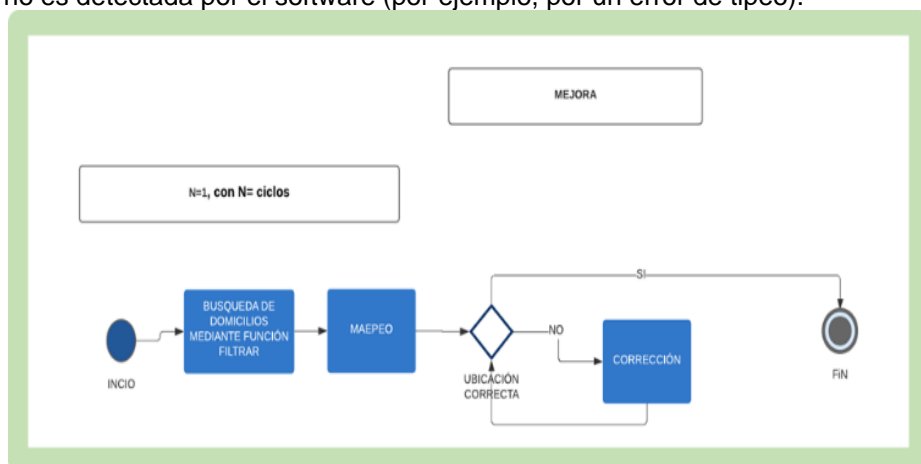 no es detectada por el software (por ejemplo, por un error de tipeo).
MEJORA
N=1, con N= ciclos
SI
BUSQUEDA DE
DOMICILIOS
MEDIANTE FUNCIÓN
FILTRAR
MAEPEO
NO
CORRECCIÓN
INCIO
UBICACIÓN
CORRECTA
FiN